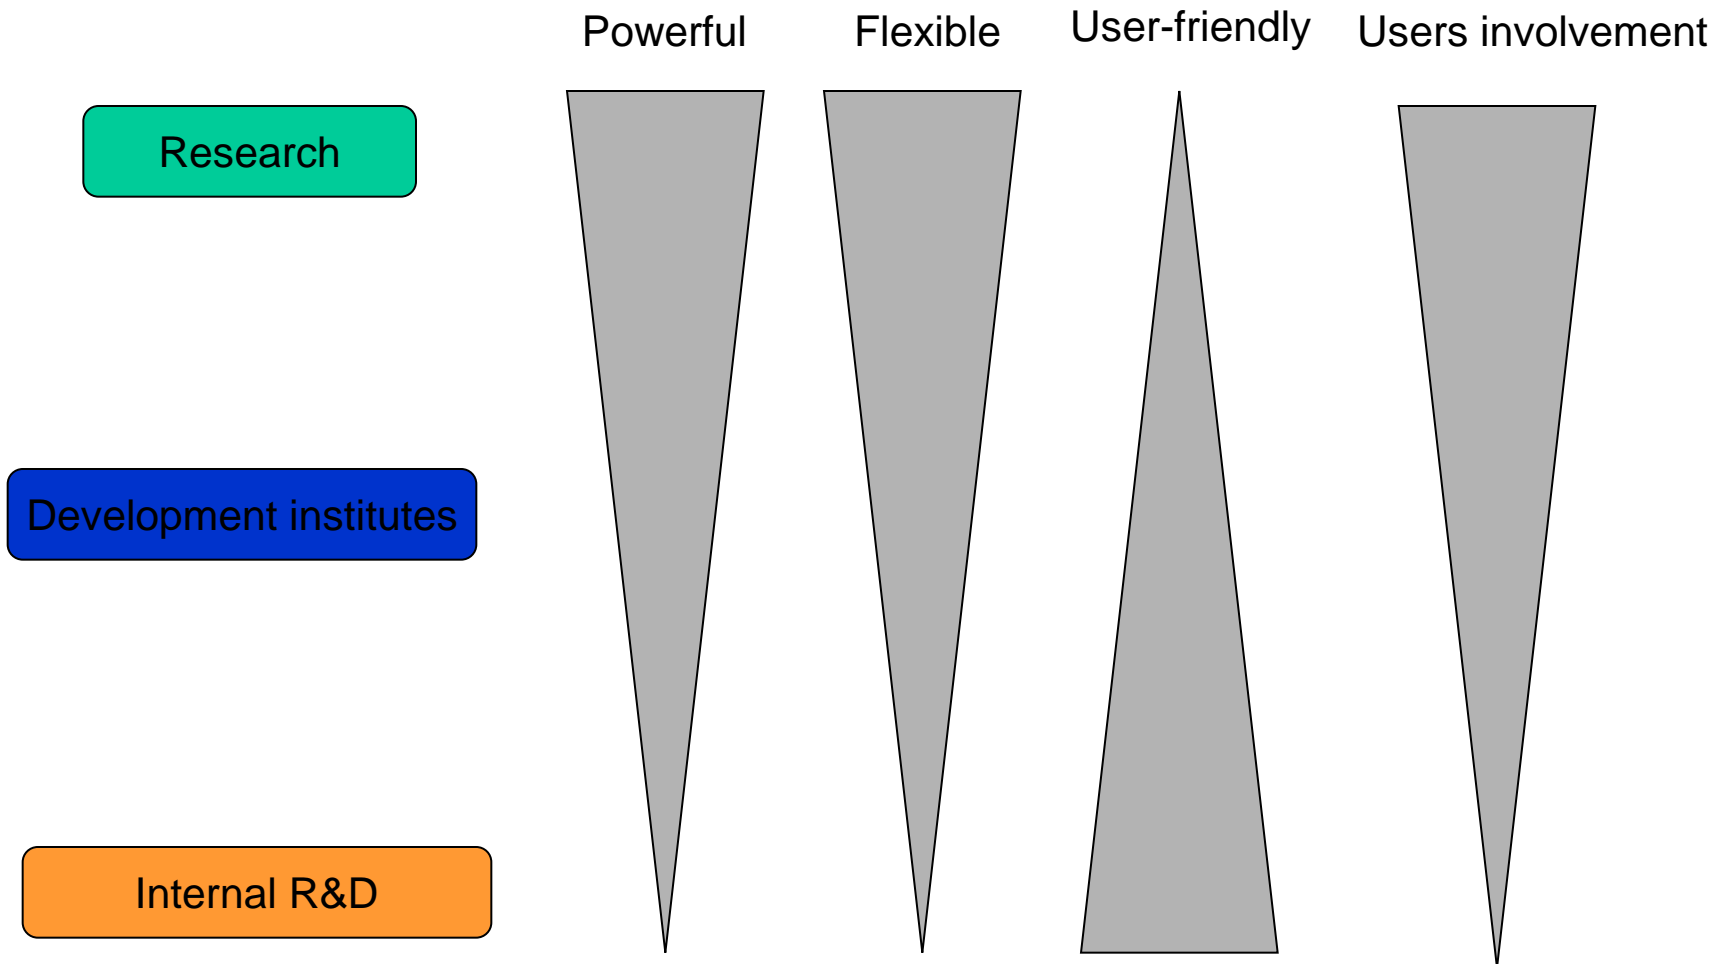 Powerful
Flexible
User-friendly
Users involvement
Research
Development institutes
Internal R&D